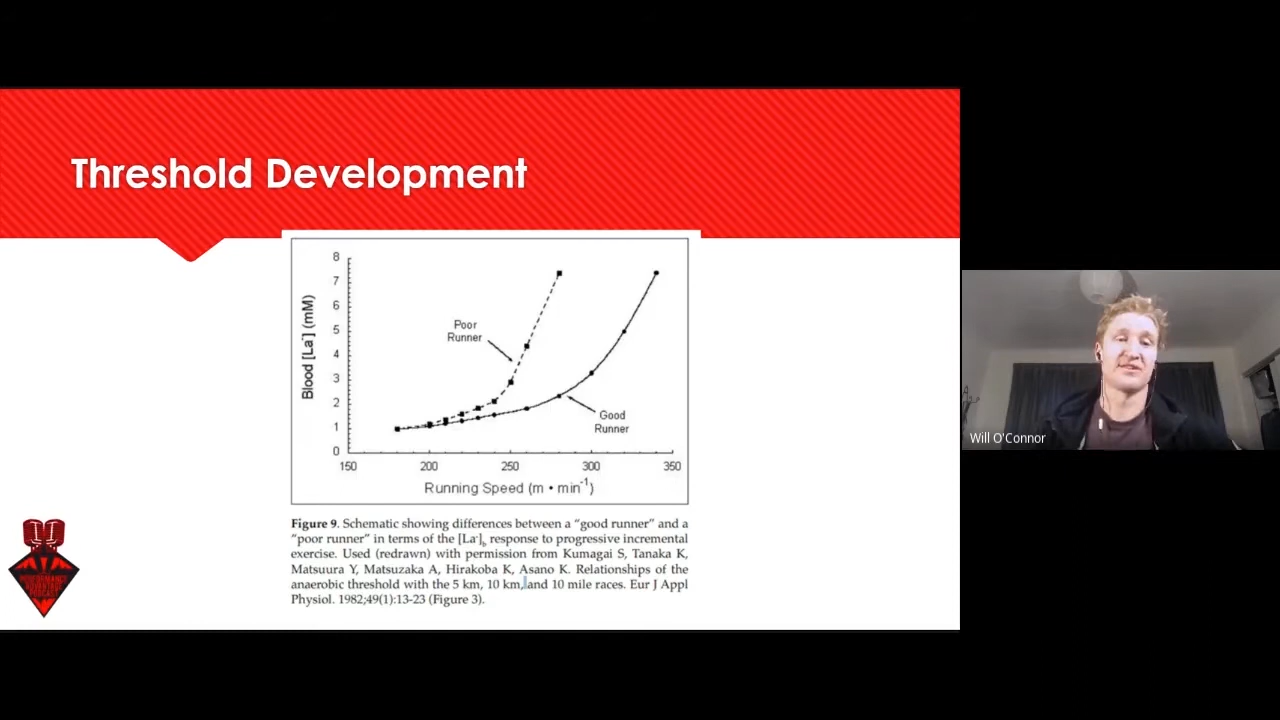 Threshold Development
8
7
6
5
4
3
2
1
0
Blood [La-] (mM)
Poor
Runner
Good
Runner
150 200 250 300 350
Running Speed (m • min-1)
Figure 9. Schematic showing differences between a “good runner” and a
“poor runner” in terms of the [La-]b response to progressive incremental
exercise. Used (redrawn) with permission from Kumagai S, Tanaka K,
Matsuura Y, Matsuzaka A, Hirakoba K, Asano K. Relationships of the
anaerobic threshold with the 5 km, 10 km, and 10 mile races. Eur J Appl
Physiol. 1982;49(1):13-23 (Figure 3).
PERFORMANCE
ADVANTAGE
PODCAST
Will O'Connor